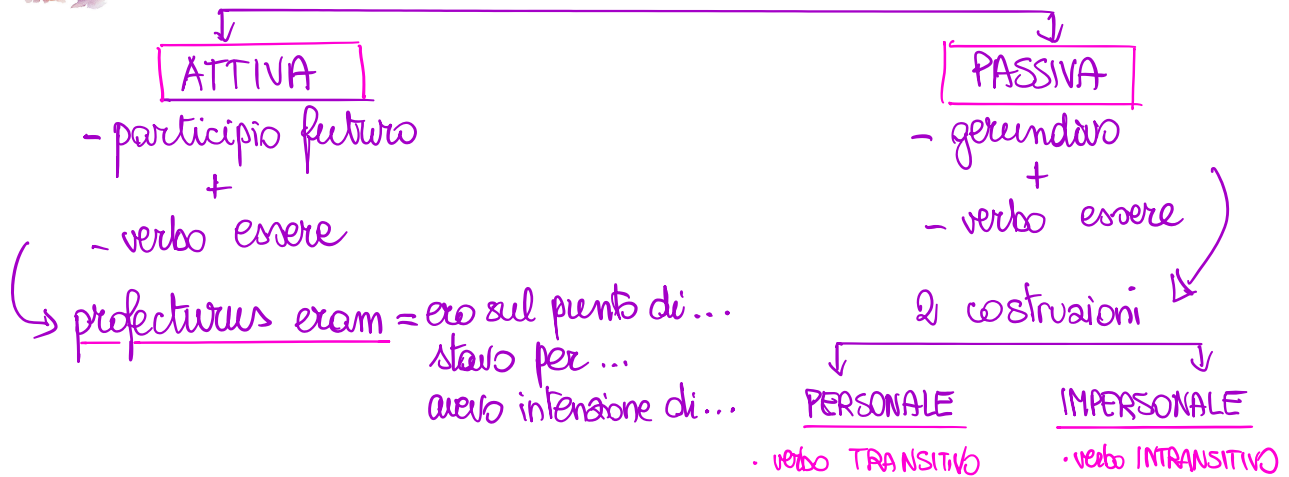 ATTIVA
- participio futuro
+
- verbo essere
profecturus eram = ero sul punto di...
stavo per...
avevo intenzione di...
PASSIVA
- gerundivo
+
- verbo essere
2 costruzioni
PERSONALE
• verbo TRANSITIVO
IMPERSONALE
• verbo INTRANSITIVO